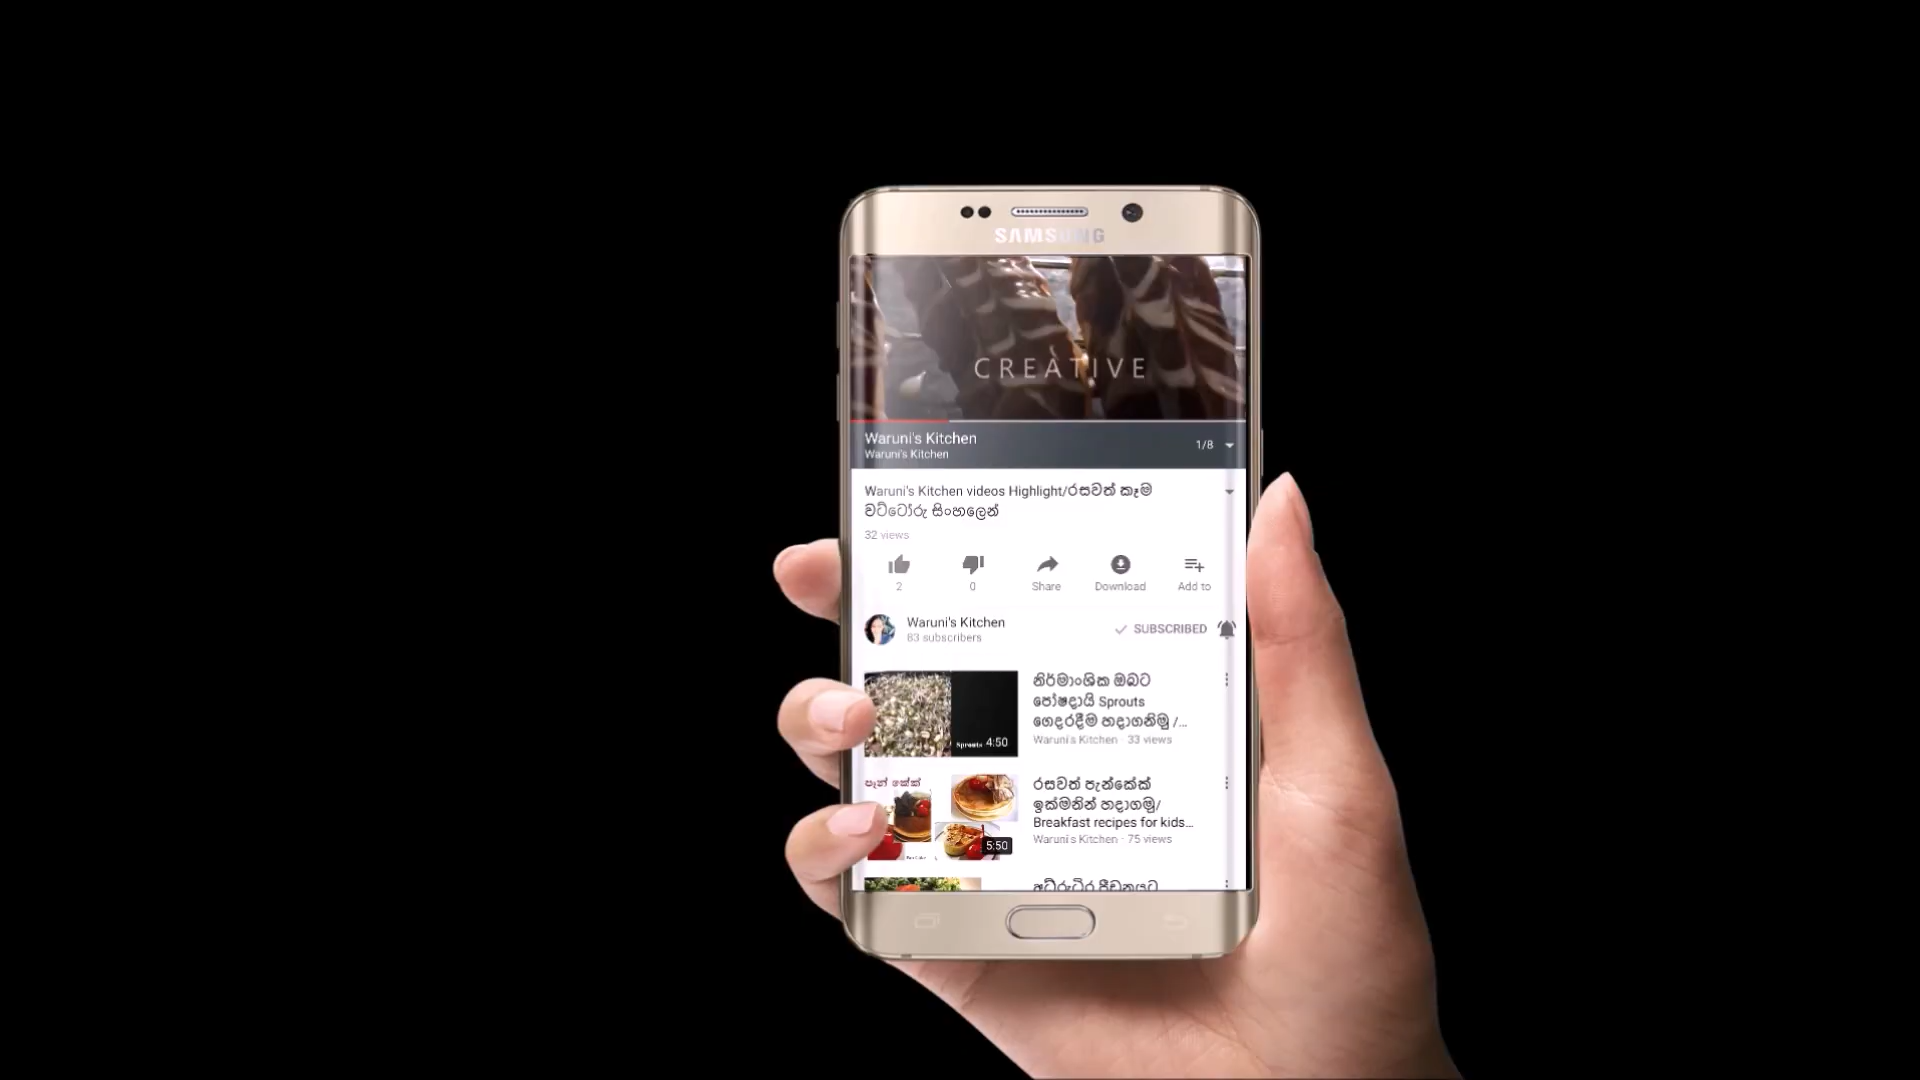 SAMSUNG
CREATIVE
Waruni's Kitchen
Waruni's Kitchen
1/8
Waruni's Kitchen videos Highlight/රසවත් කෑම
වට්ටෝරු සිංහලෙන්
32 views
2
0
Share
Download
Add to
Waruni's Kitchen
83 subscribers
SUBSCRIBED
Sprouts 4:50
නිර්මාංශික ඔබට
පෝෂදායි Sprouts
ගෙදරදීම හදාගනිමු /...
Waruni's Kitchen · 33 views
පෑන් කේක්
5:50
රසවත් පැන්කේක්
ඉක්මනින් හදාගමු/
Breakfast recipes for kids...
Waruni's Kitchen · 75 views